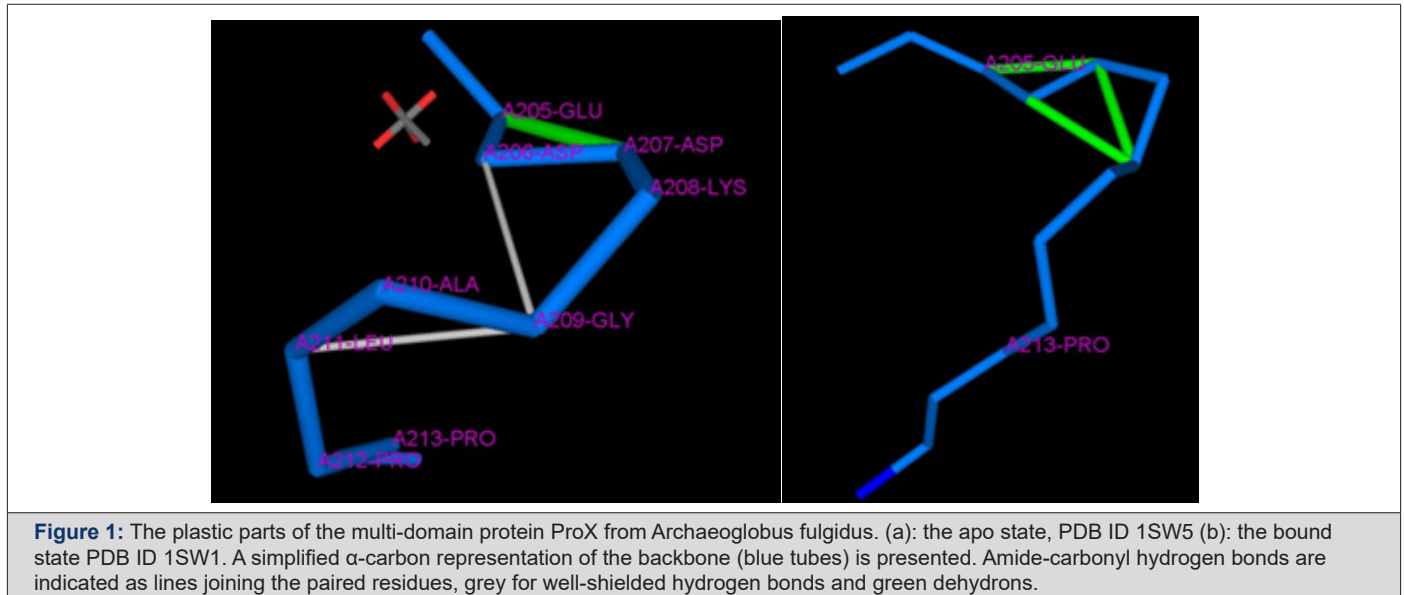 A205-GLU
A206-ASP
A207-ASP
A208-LYS
A210-ALA
A209-GLY
A211-LEU
A213-PRO
A212-PRO
A205-GLU
A213-PRO
Figure 1: The plastic parts of the multi-domain protein ProX from Archaeoglobus fulgidus. (a): the apo state, PDB ID 1SW5 (b): the bound
state PDB ID 1SW1. A simplified α-carbon representation of the backbone (blue tubes) is presented. Amide-carbonyl hydrogen bonds are
indicated as lines joining the paired residues, grey for well-shielded hydrogen bonds and green dehydrons.